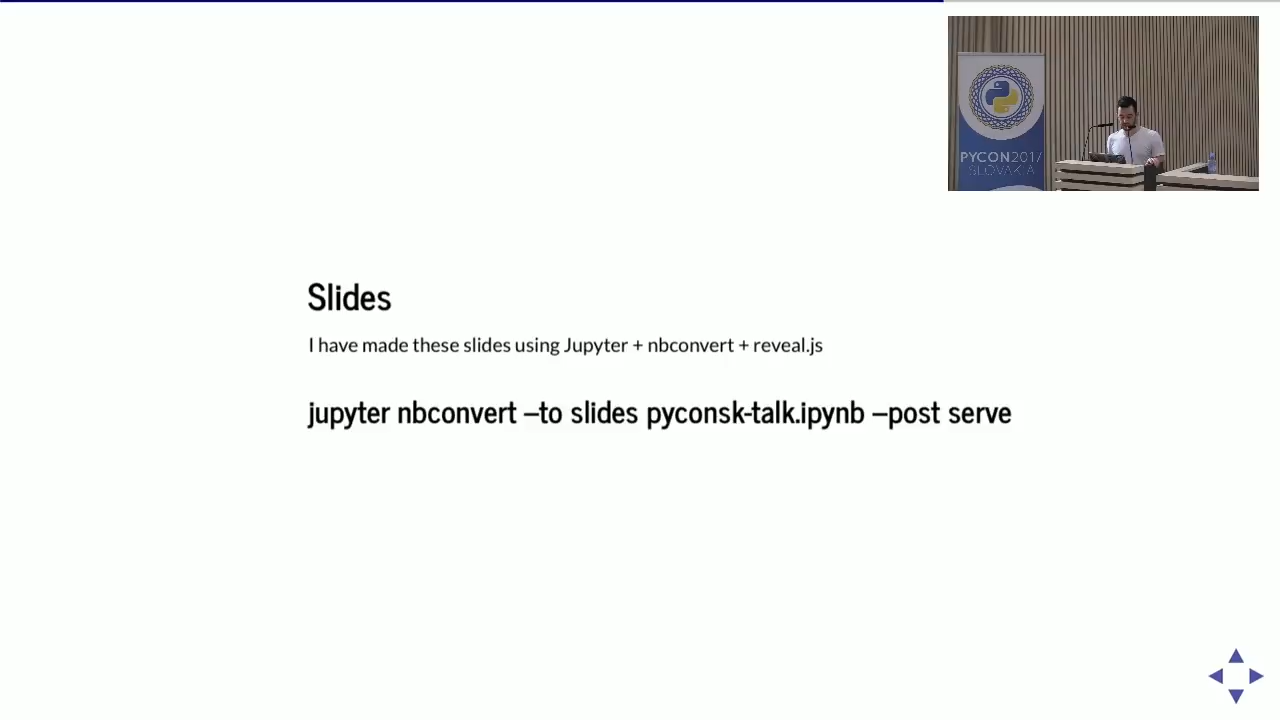 PYCON2017
SLOVAKIA
Slides
I have made these slides using Jupyter + nbconvert + reveal.js
jupyter nbconvert –to slides pyconsk-talk.ipynb –post serve